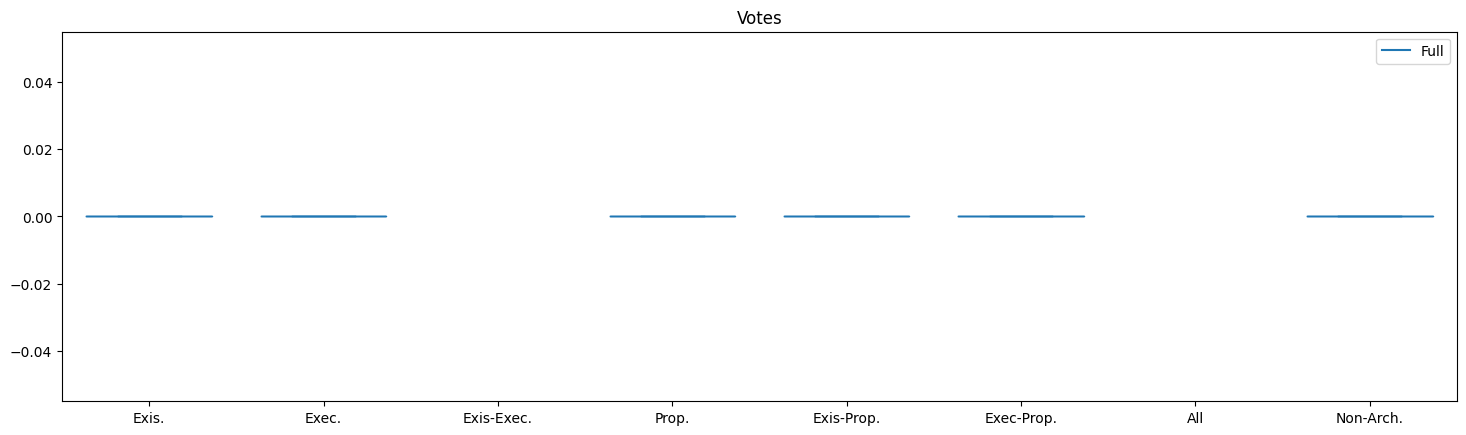 Votes
Full
0.04
0.02
0.00
−0.02
−0.04
Exis. Exec. Exis-Exec. Prop. Exis-Prop. Exec-Prop. All Non-Arch.